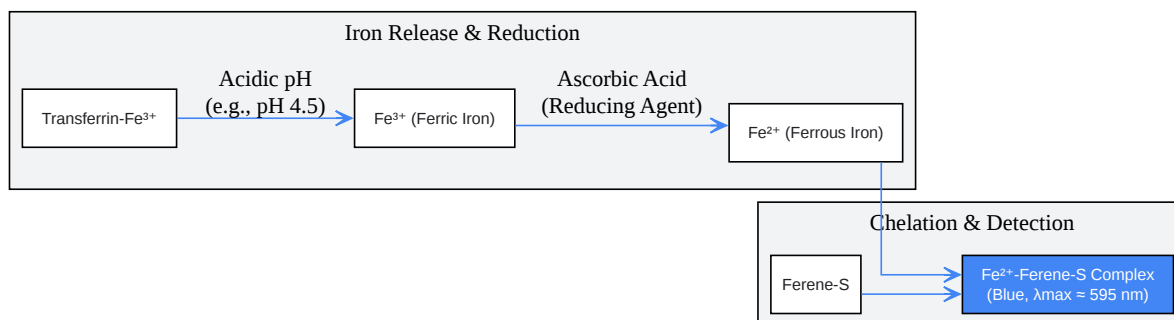 Iron Release & Reduction
Acidic pH
(e.g., pH 4.5)
Ascorbic Acid
(Reducing Agent)
Transferrin-Fe³⁺
Fe³⁺ (Ferric Iron)
Fe²⁺ (Ferrous Iron)
Chelation & Detection
Ferene-S
Fe²⁺-Ferene-S Complex
(Blue, λmax ≈ 595 nm)